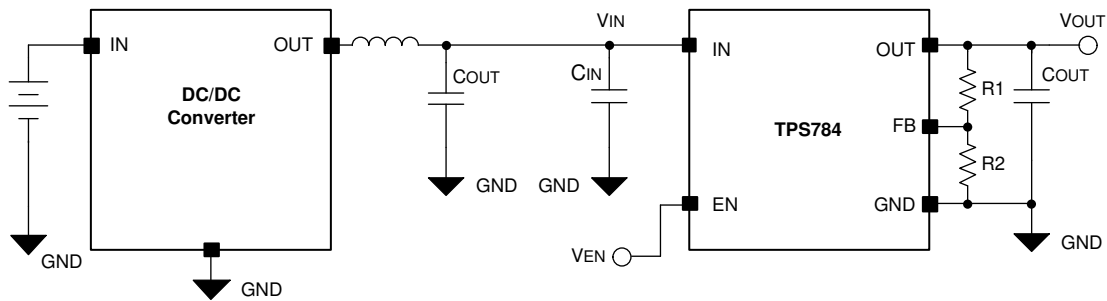 IN
OUT
DC/DC
Converter
GND
GND
COUT
GND
VIN
CIN
GND
VEN
IN
EN
TPS784
OUT
FB
GND
R1
R2
COUT
VOUT
GND